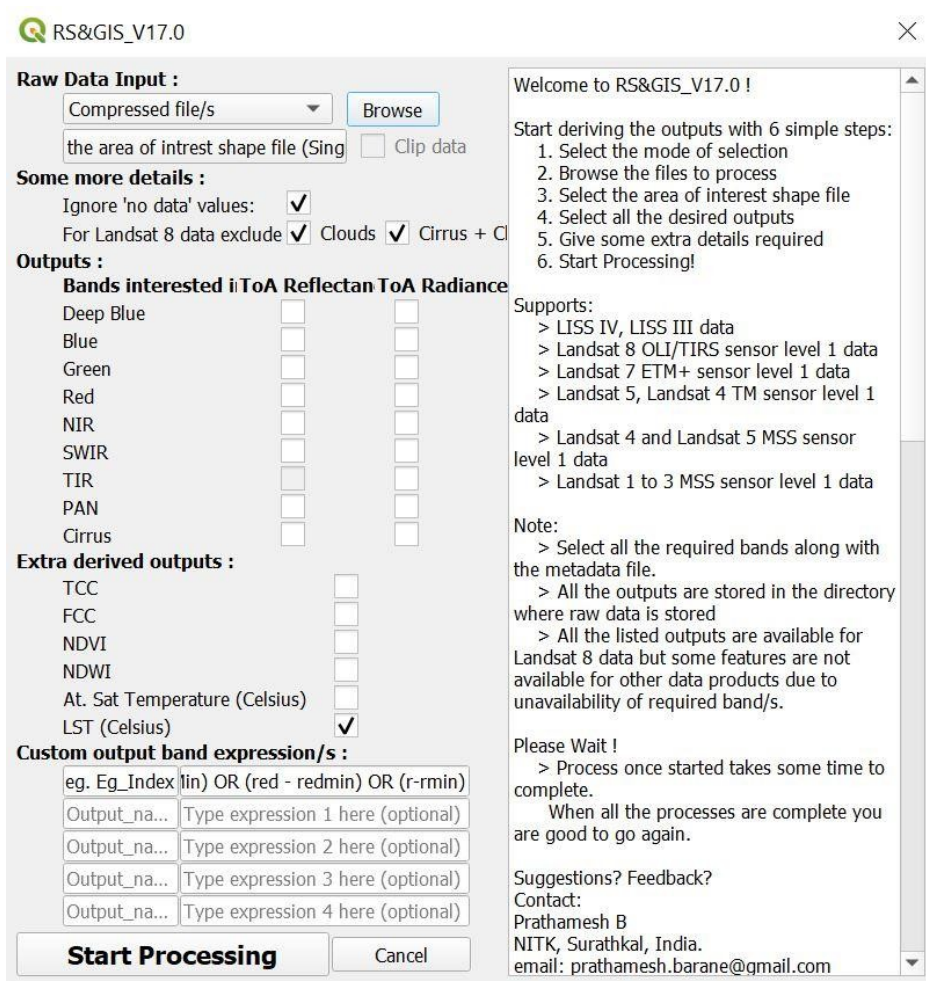 RS&GIS_V17.0
Raw Data Input :
Compressed file/s
Browse
the area of intrest shape file (Sing
Clip data
Some more details :
Ignore 'no data' values:
For Landsat 8 data exclude Clouds Cirrus + Cl
Outputs :
Bands interested i ToA Reflectan ToA Radiance
Deep Blue
Blue
Green
Red
NIR
SWIR
TIR
PAN
Cirrus
Extra derived outputs :
TCC
FCC
NDVI
NDWI
At. Sat Temperature (Celsius)
LST (Celsius)
Custom output band expression/s :
eg. Eg_Index lin) OR (red - redmin) OR (r-rmin)
Output_na... Type expression 1 here (optional)
Output_na... Type expression 2 here (optional)
Output_na... Type expression 3 here (optional)
Output_na... Type expression 4 here (optional)
Start Processing
Cancel
Welcome to RS&GIS_V17.0 !
Start deriving the outputs with 6 simple steps:
1. Select the mode of selection
2. Browse the files to process
3. Select the area of interest shape file
4. Select all the desired outputs
5. Give some extra details required
6. Start Processing!
Supports:
> LISS IV, LISS III data
> Landsat 8 OLI/TIRS sensor level 1 data
> Landsat 7 ETM+ sensor level 1 data
> Landsat 5, Landsat 4 TM sensor level 1
data
> Landsat 4 and Landsat 5 MSS sensor
level 1 data
> Landsat 1 to 3 MSS sensor level 1 data
Note:
> Select all the required bands along with
the metadata file.
> All the outputs are stored in the directory
where raw data is stored
> All the listed outputs are available for
Landsat 8 data but some features are not
available for other data products due to
unavailability of required band/s.
Please Wait !
> Process once started takes some time to
complete.
When all the processes are complete you
are good to go again.
Suggestions? Feedback?
Contact:
Prathamesh B
NITK, Surathkal, India.
email: prathamesh.barane@gmail.com